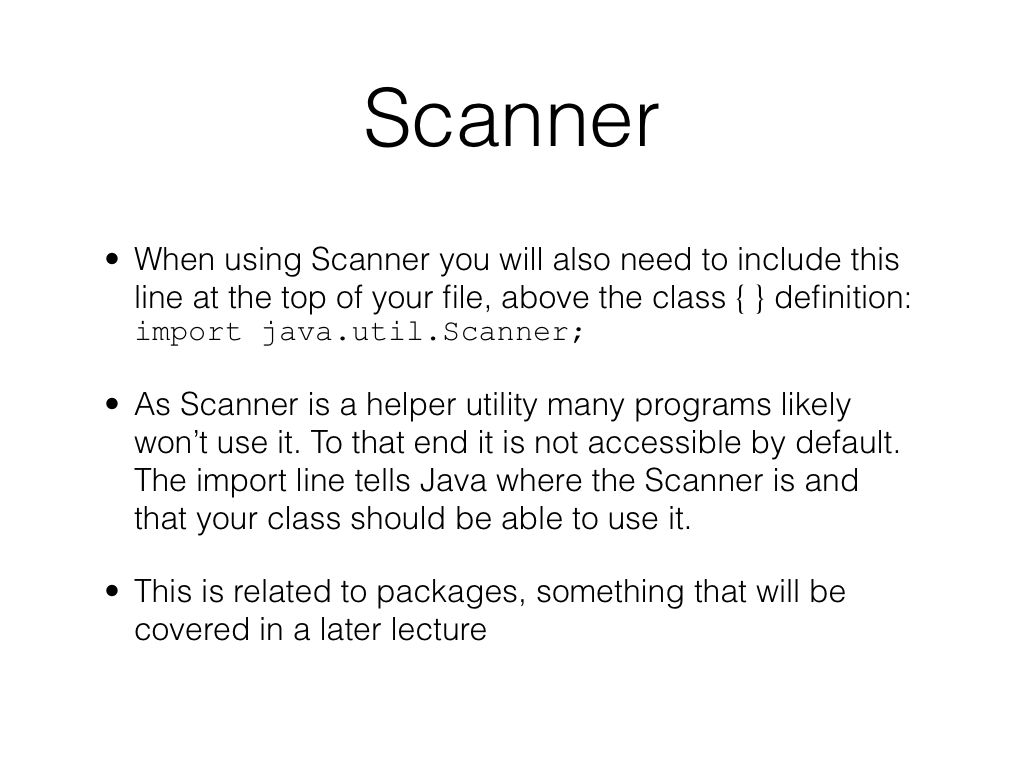 Scanner
• When using Scanner you will also need to include this
line at the top of your file, above the class { } definition:
import java.util.Scanner;
• As Scanner is a helper utility many programs likely
won’t use it. To that end it is not accessible by default.
The import line tells Java where the Scanner is and
that your class should be able to use it.
• This is related to packages, something that will be
covered in a later lecture